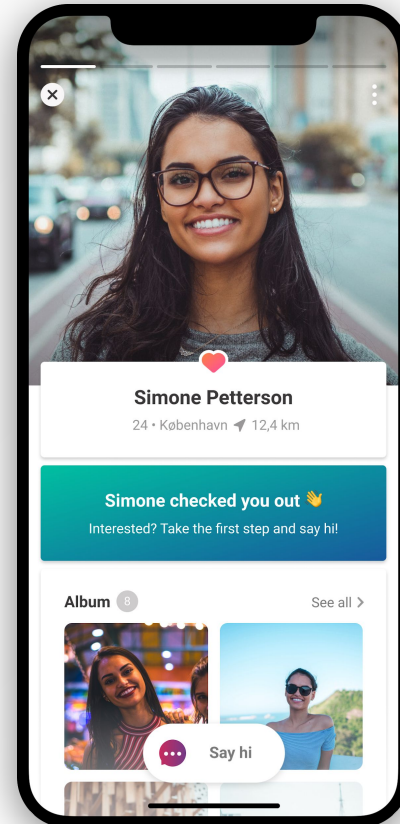 Simone Petterson
24 • København 12,4 km
Simone checked you out 👋
Interested? Take the first step and say hi!
Album 8
See all
Say hi